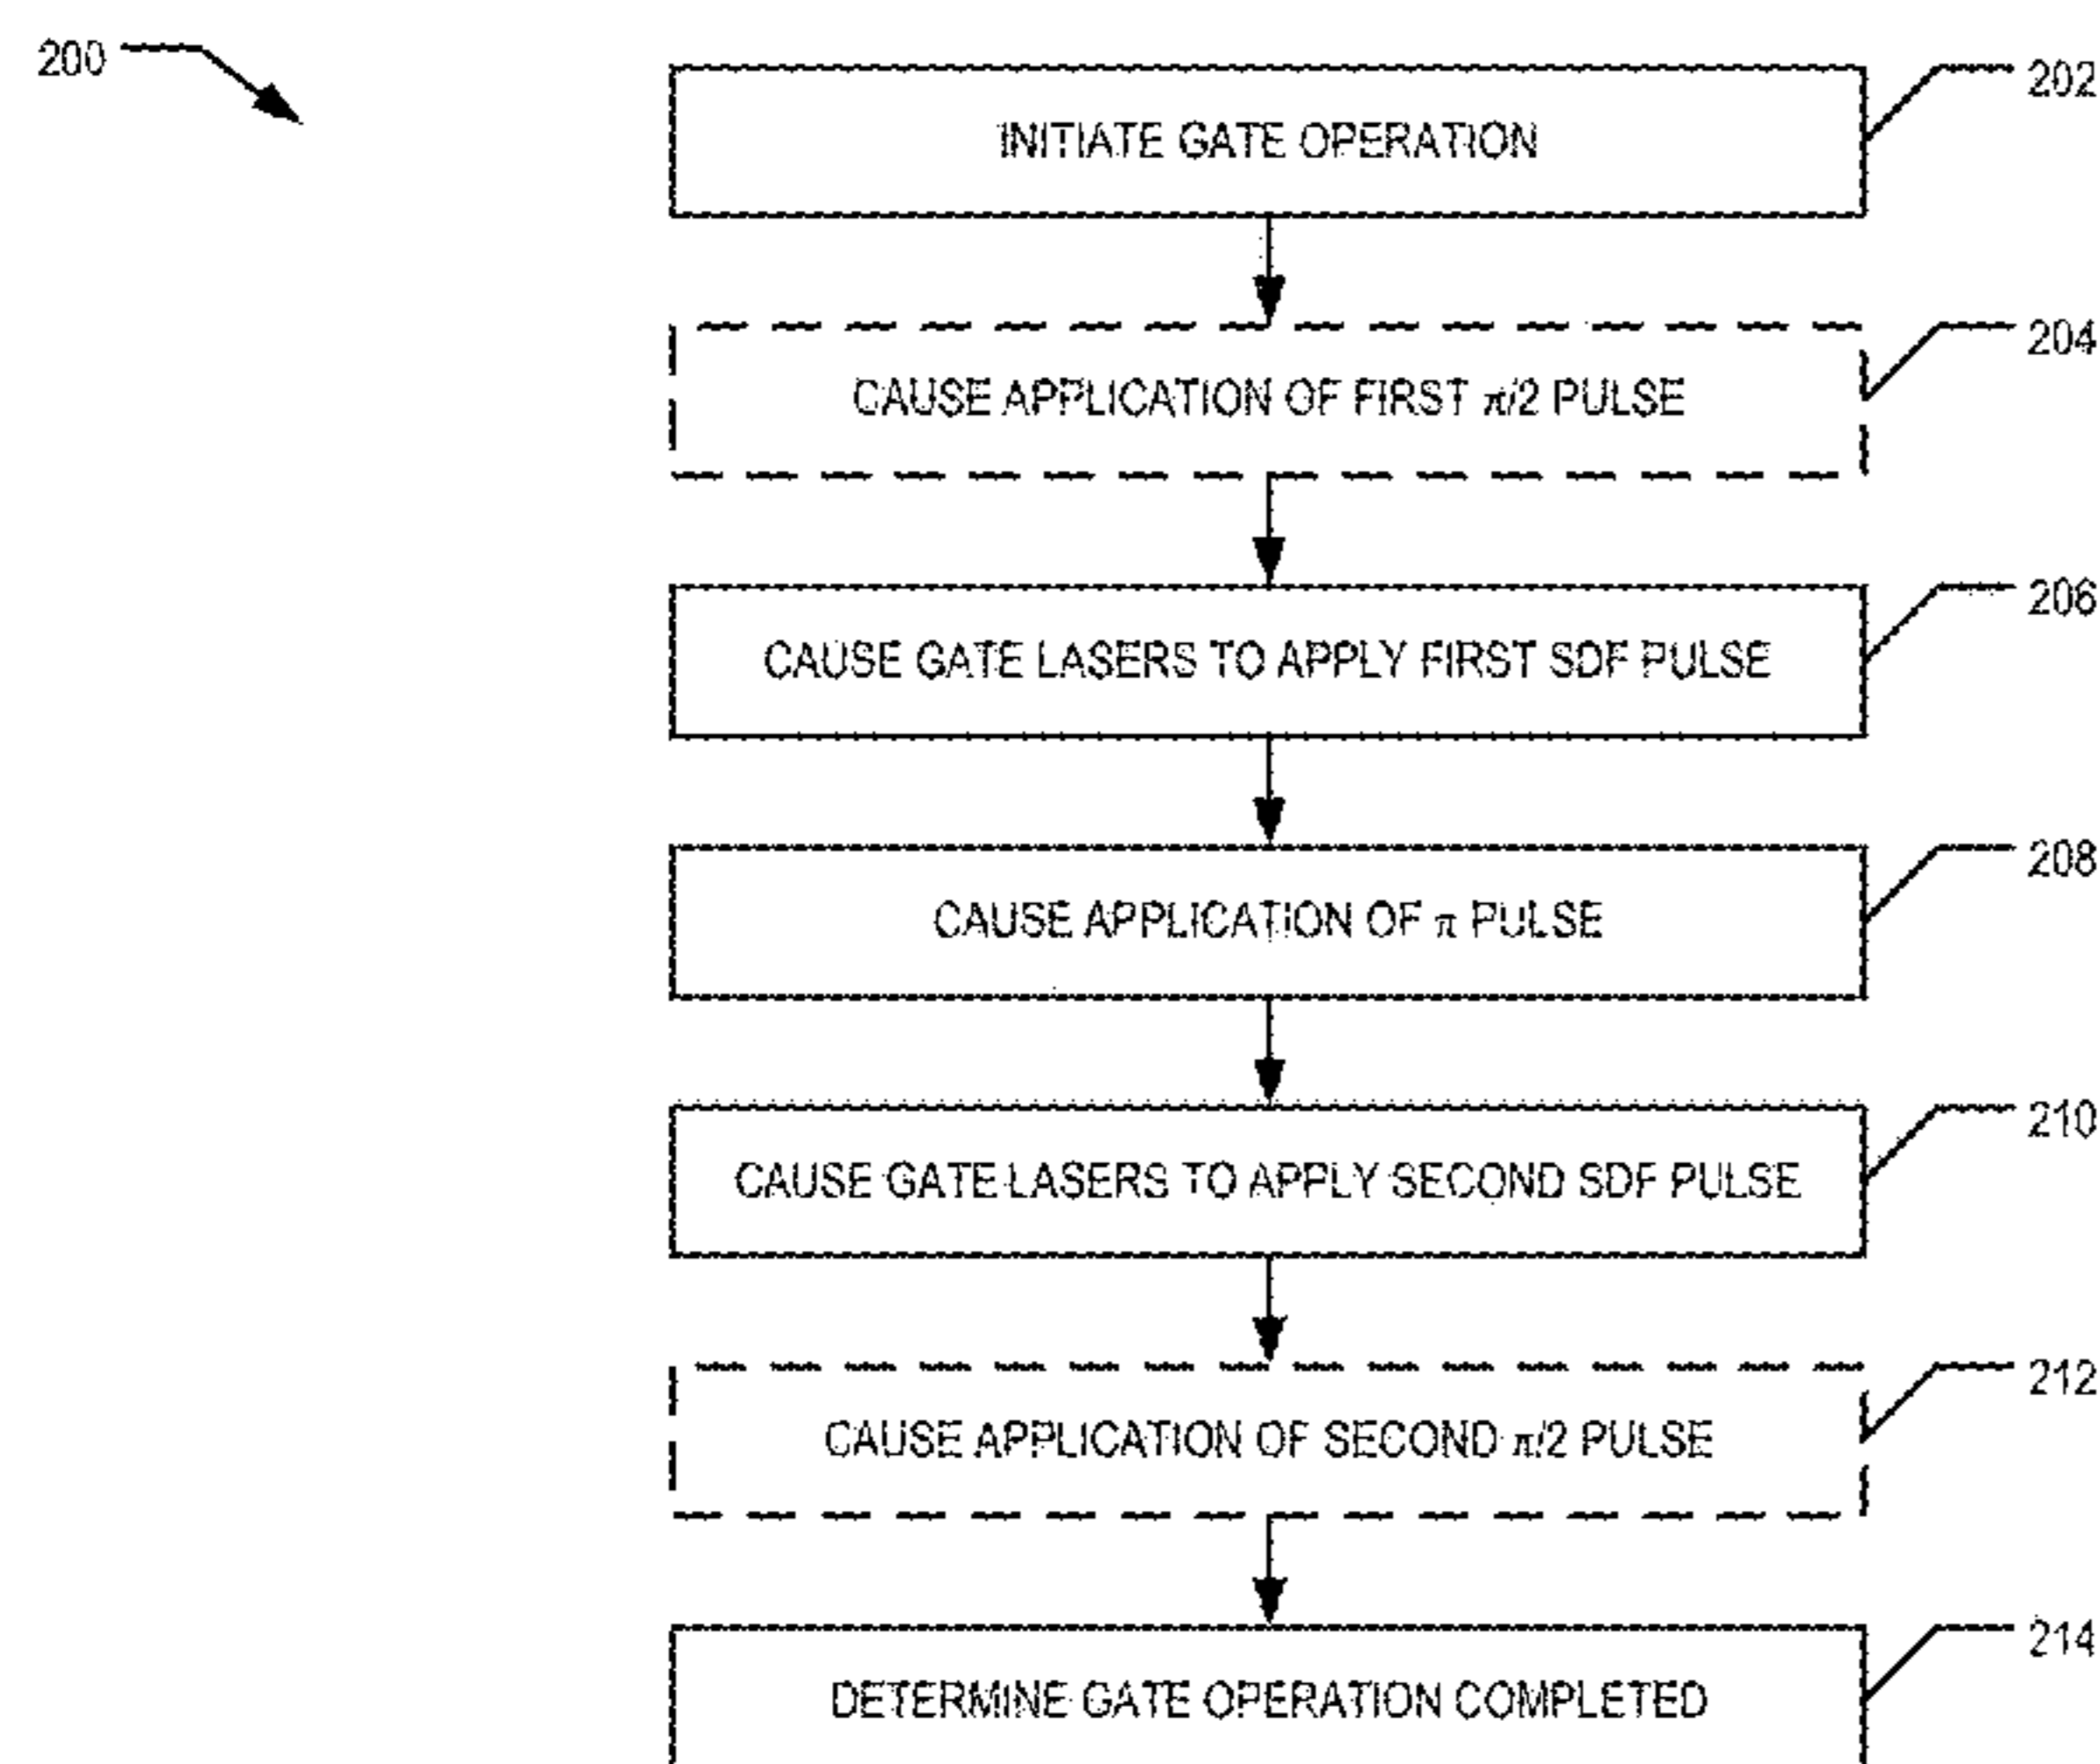 200
INITIATE GATE OPERATION
202
CAUSE APPLICATION OF FIRST π/2 PULSE
204
CAUSE GATE LASERS TO APPLY FIRST SDF PULSE
206
CAUSE APPLICATION OF π PULSE
208
CAUSE GATE LASERS TO APPLY SECOND SDF PULSE
210
CAUSE APPLICATION OF SECOND π/2 PULSE
212
DETERMINE GATE OPERATION COMPLETED
214